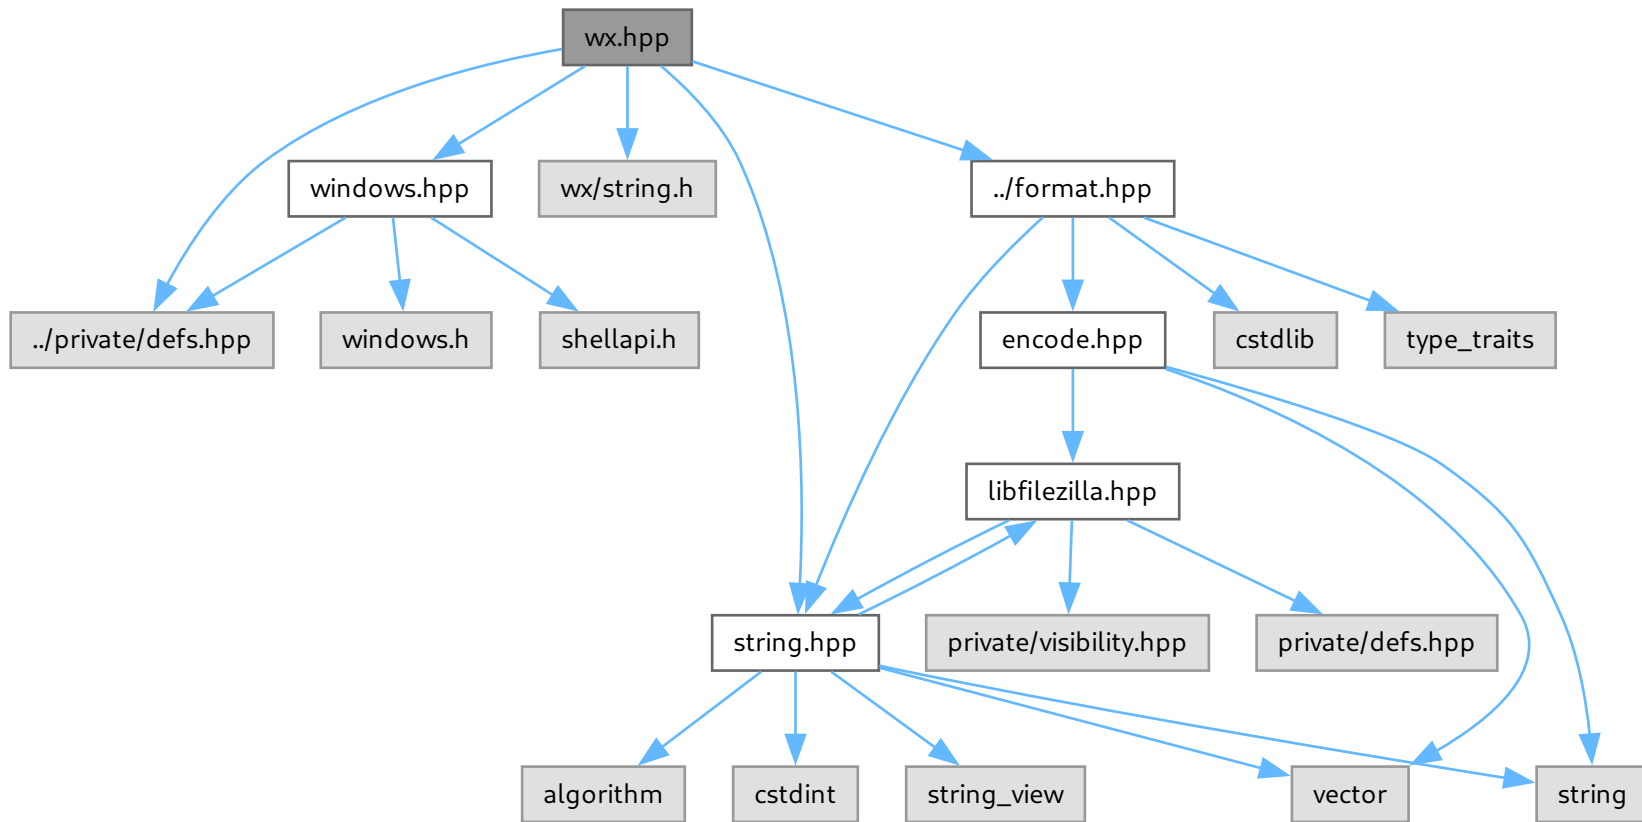 wx.hpp
windows.hpp
wx/string.h
../format.hpp
../private/defs.hpp
windows.h
shellapi.h
encode.hpp
cstdlib
type_traits
libfilezilla.hpp
string.hpp
private/visibility.hpp
private/defs.hpp
algorithm
cstdint
string_view
vector
string